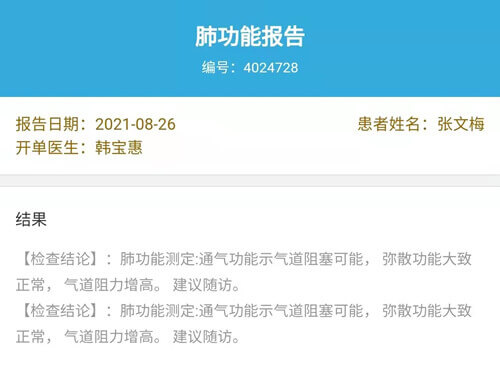 肺功能报告
编号：4024728
报告日期：2021-08-26 患者姓名：张文梅
开单医生：韩宝惠
结果
【检查结论】：肺功能测定:通气功能示气道阻塞可能， 弥散功能大致
正常， 气道阻力增高。 建议随访。
【检查结论】：肺功能测定:通气功能示气道阻塞可能， 弥散功能大致
正常， 气道阻力增高。 建议随访。